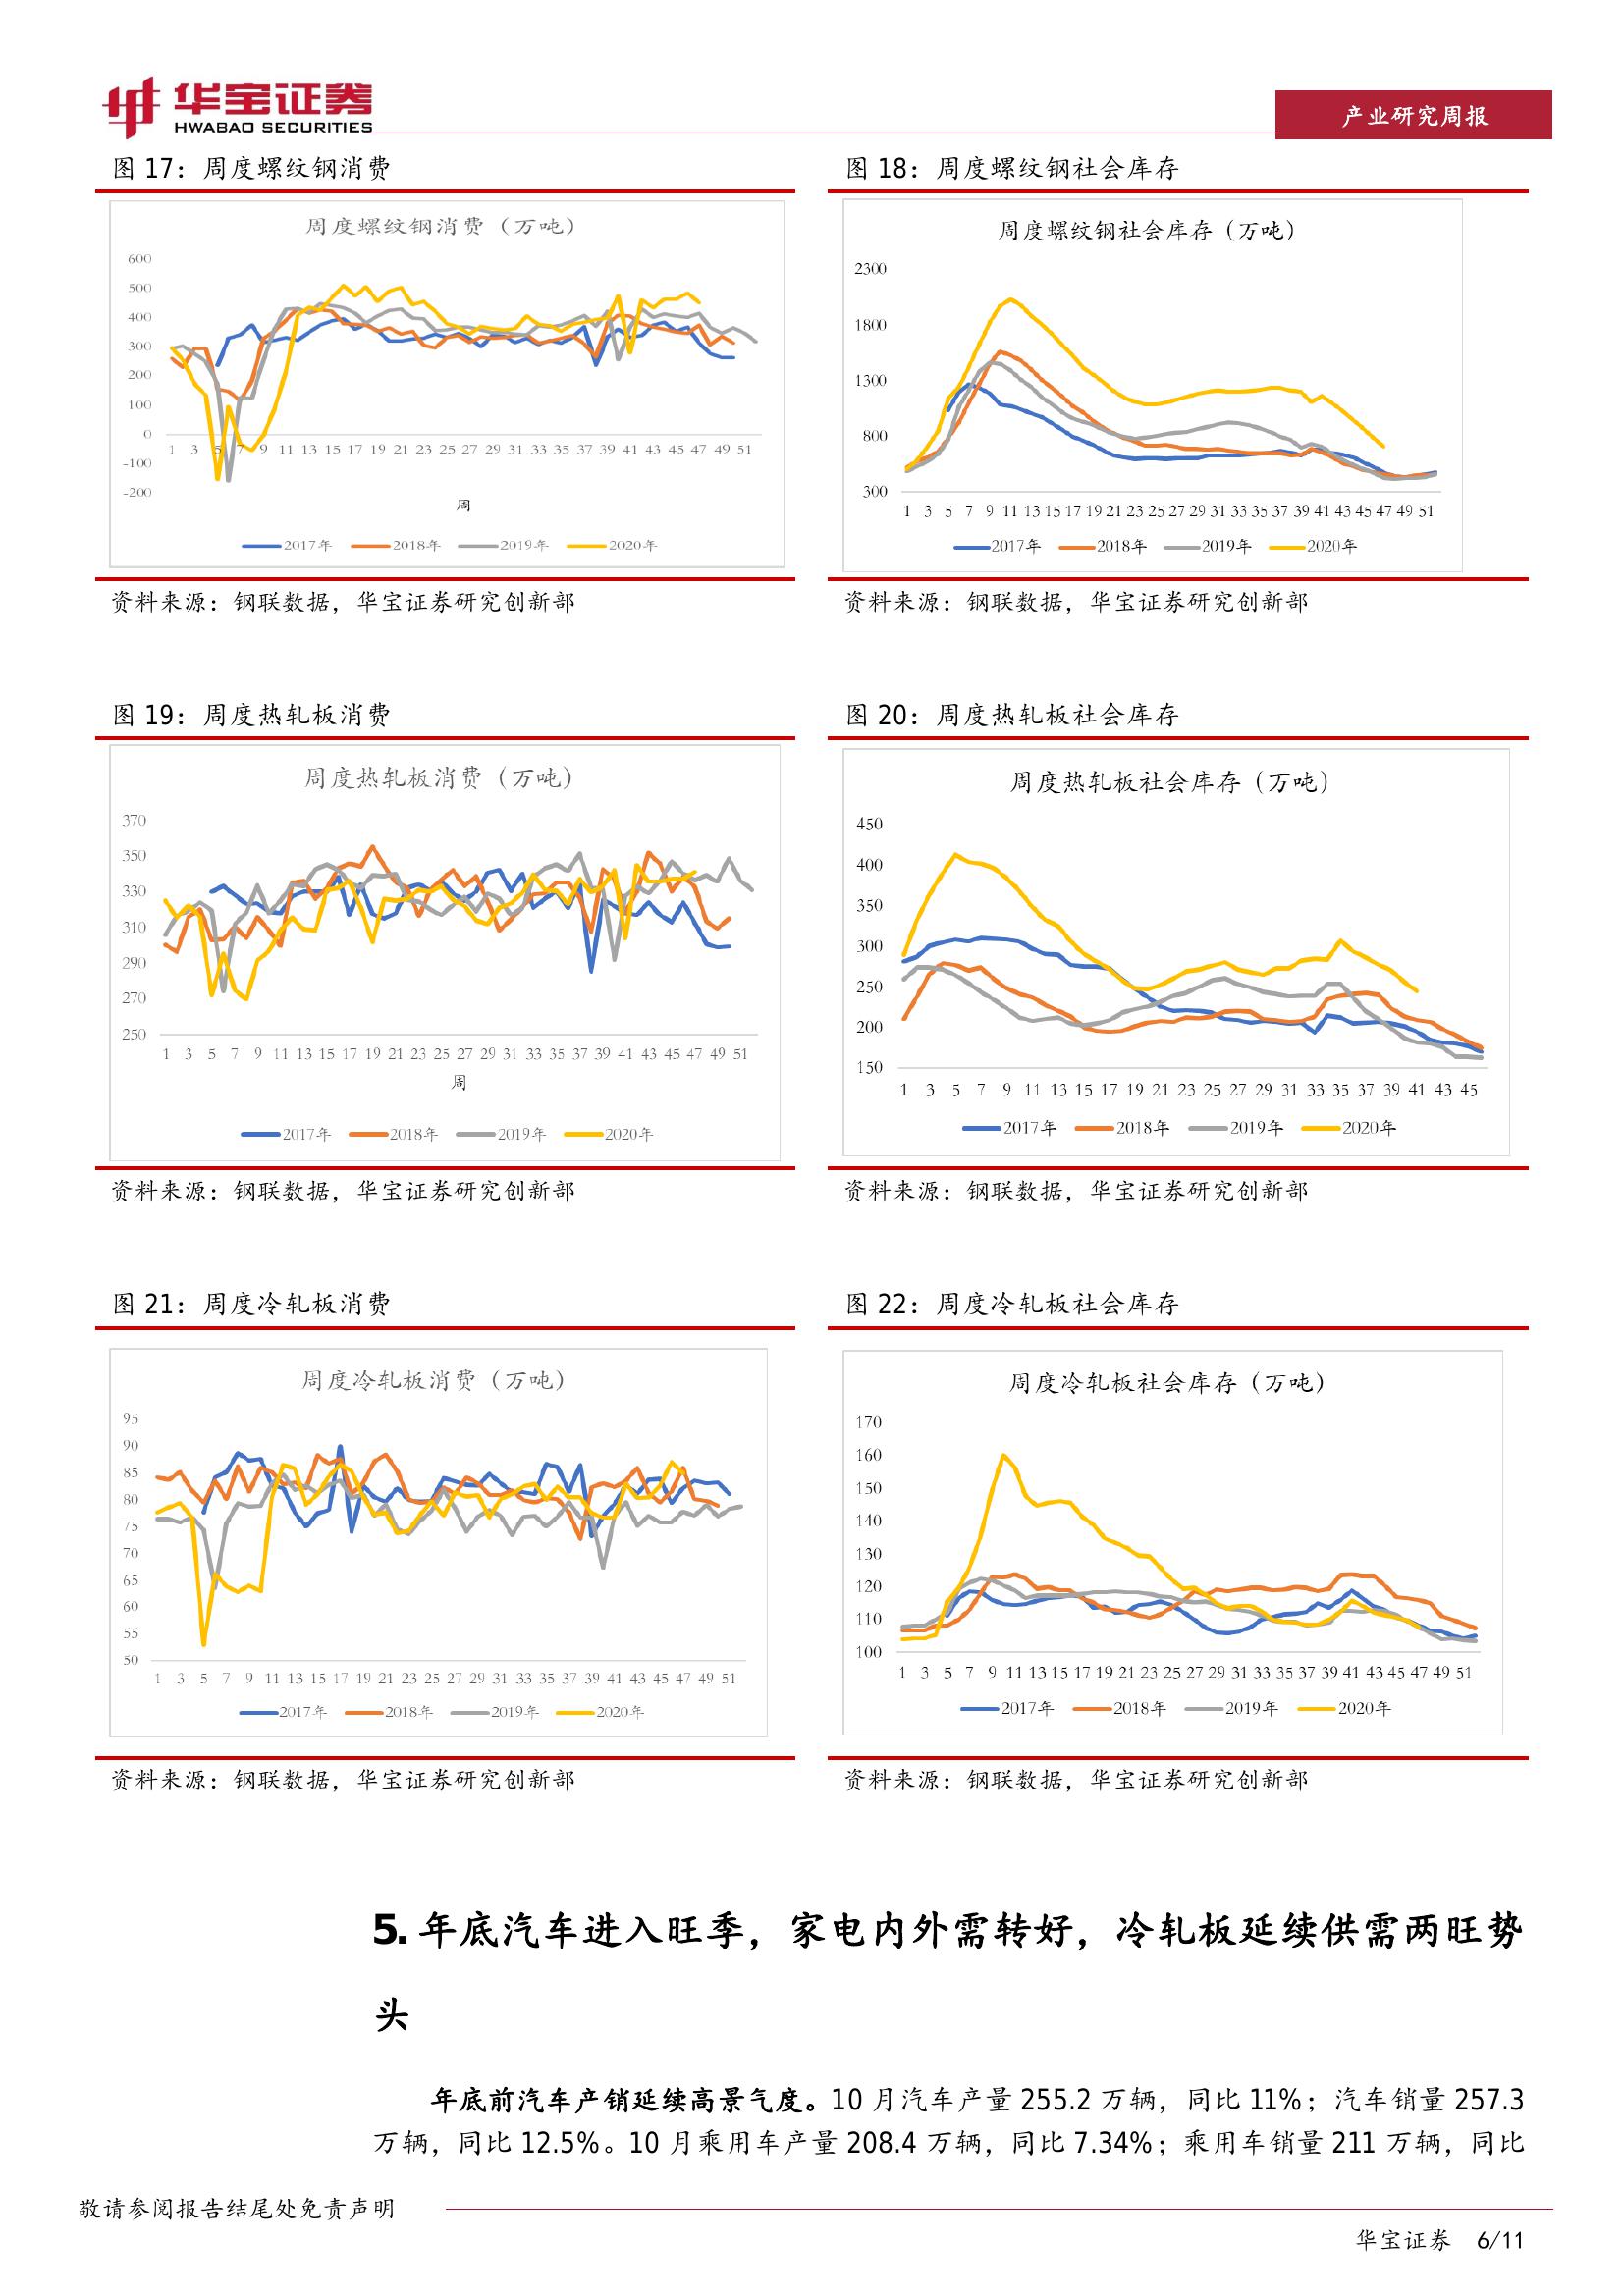 华宝证券
HWABAO SECURITIES
产业研究周报
图 17：周度螺纹钢消费
图 18：周度螺纹钢社会库存
周度螺纹钢消费（万吨）
600
500
400
300
200
100
0
-100
-200
1 3 5 7 9 11 13 15 17 19 21 23 25 27 29 31 33 35 37 39 41 43 45 47 49 51
周
2017年 2018年 2019年 2020年
周度螺纹钢社会库存（万吨）
2300
1800
1300
800
300
1 3 5 7 9 11 13 15 17 19 21 23 25 27 29 31 33 35 37 39 41 43 45 47 49 51
2017年 2018年 2019年 2020年
资料来源：钢联数据，华宝证券研究创新部
资料来源：钢联数据，华宝证券研究创新部
图 19：周度热轧板消费
图 20：周度热轧板社会库存
周度热轧板消费（万吨）
370
350
330
310
290
270
250
1 3 5 7 9 11 13 15 17 19 21 23 25 27 29 31 33 35 37 39 41 43 45 47 49 51
周
2017年 2018年 2019年 2020年
周度热轧板社会库存（万吨）
450
400
350
300
250
200
150
1 3 5 7 9 11 13 15 17 19 21 23 25 27 29 31 33 35 37 39 41 43 45
2017年 2018年 2019年 2020年
资料来源：钢联数据，华宝证券研究创新部
资料来源：钢联数据，华宝证券研究创新部
图 21：周度冷轧板消费
图 22：周度冷轧板社会库存
周度冷轧板消费（万吨）
95
90
85
80
75
70
65
60
55
50
1 3 5 7 9 11 13 15 17 19 21 23 25 27 29 31 33 35 37 39 41 43 45 47 49 51
2017年 2018年 2019年 2020年
周度冷轧板社会库存（万吨）
170
160
150
140
130
120
110
100
1 3 5 7 9 11 13 15 17 19 21 23 25 27 29 31 33 35 37 39 41 43 45 47 49 51
2017年 2018年 2019年 2020年
资料来源：钢联数据，华宝证券研究创新部
资料来源：钢联数据，华宝证券研究创新部
5. 年底汽车进入旺季，家电内外需转好，冷轧板延续供需两旺势
头
年底前汽车产销延续高景气度。10 月汽车产量 255.2 万辆，同比 11%；汽车销量 257.3
万辆，同比 12.5%。10 月乘用车产量 208.4 万辆，同比 7.34%；乘用车销量 211 万辆，同比
敬请参阅报告结尾处免责声明
华宝证券 6/11